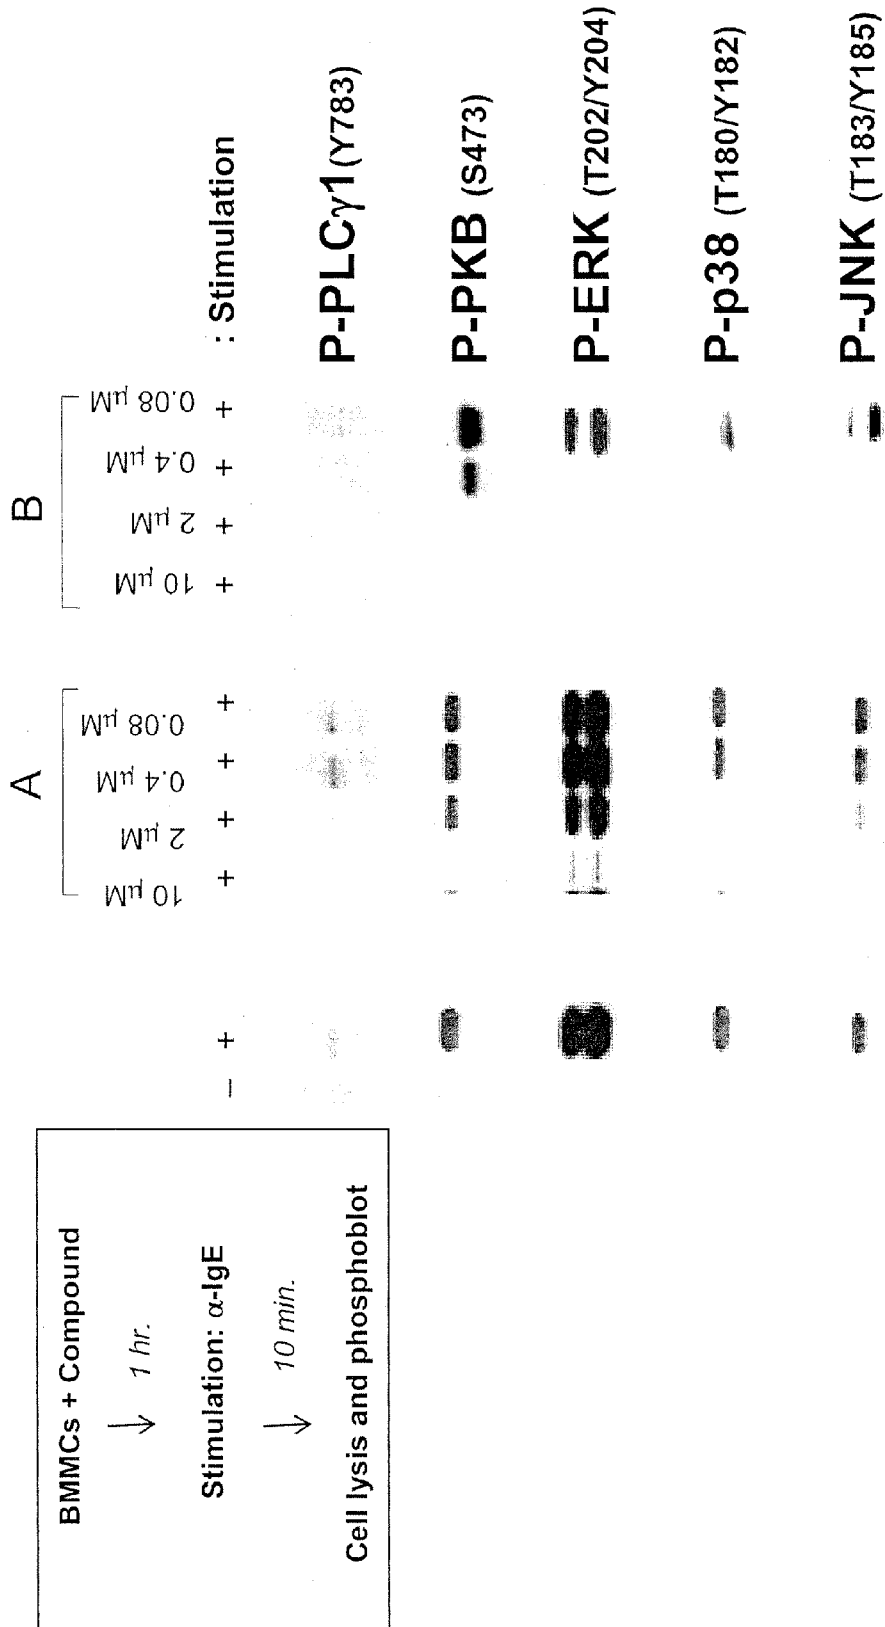 BMMCs + Compound
↓ 1 hr.
Stimulation: α-IgE
↓ 10 min.
Cell lysis and phosphoblot
A
B
10 µM 2 µM 0.4 µM 0.08 µM 10 µM 2 µM 0.4 µM 0.08 µM
− + + + + + + + + + : Stimulation
P-PLCγ1(Y783)
P-PKB (S473)
P-ERK (T202/Y204)
P-p38 (T180/Y182)
P-JNK (T183/Y185)